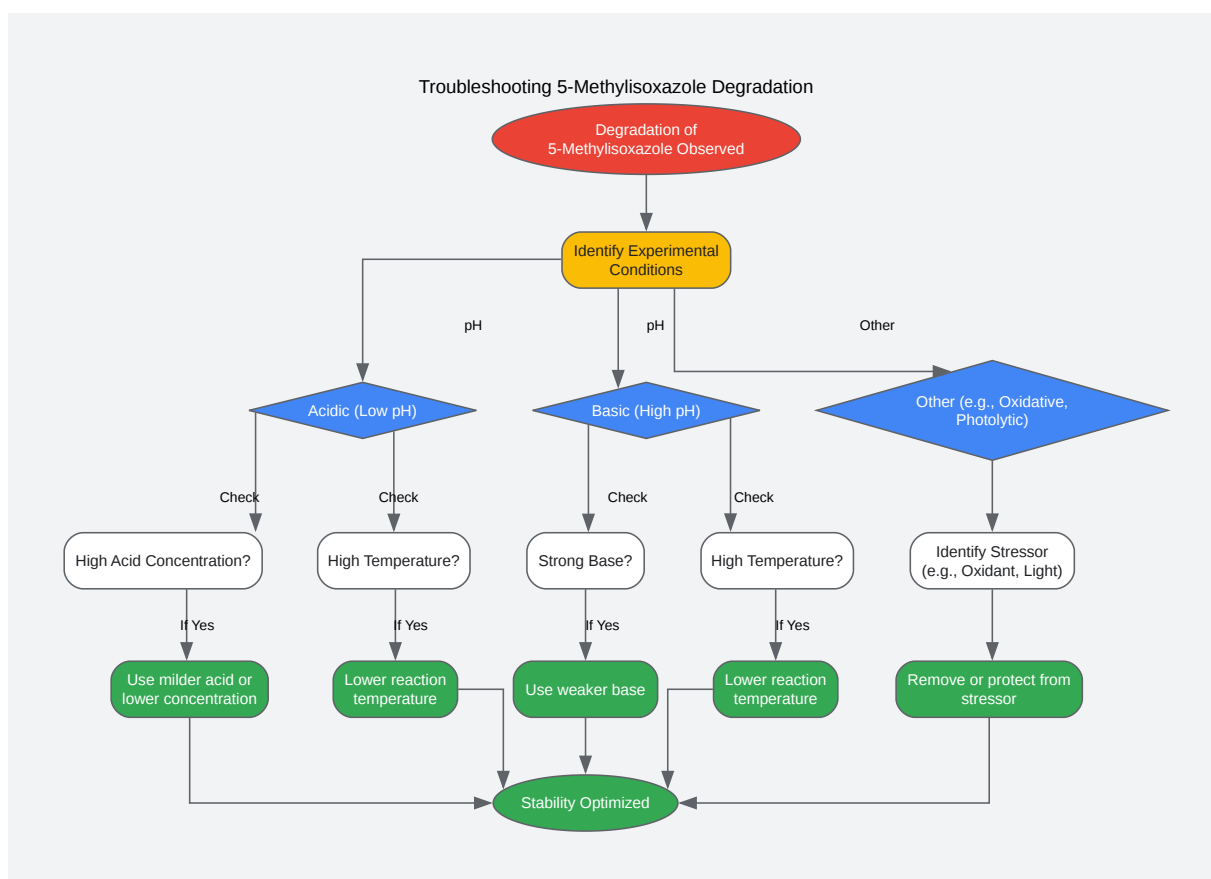 Troubleshooting 5-Methylisoxazole Degradation
Degradation of
5-Methylisoxazole Observed
Identify Experimental
Conditions
pH
pH
Other
Acidic (Low pH)
Basic (High pH)
Other (e.g., Oxidative,
Photolytic)
Check
Check
Check
Check
High Acid Concentration?
High Temperature?
Strong Base?
High Temperature?
Identify Stressor
(e.g., Oxidant, Light)
If Yes
If Yes
If Yes
If Yes
Use milder acid or
lower concentration
Lower reaction
temperature
Use weaker base
Lower reaction
temperature
Remove or protect from
stressor
Stability Optimized